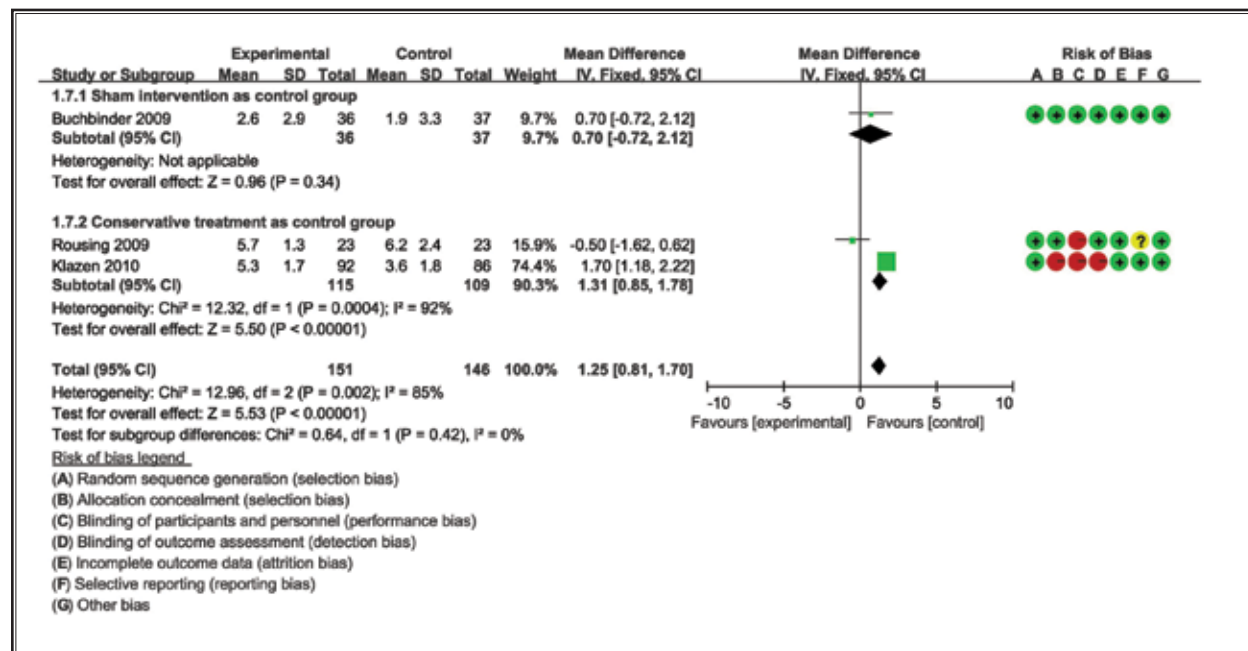 Experimental Control Mean Difference Mean Difference Risk of Bias
Study or Subgroup Mean SD Total Mean SD Total Weight IV. Fixed. 95% CI IV. Fixed. 95% CI A B C D E F G
1.7.1 Sham intervention as control group
Buchbinder 2009 2.6 2.9 36 1.9 3.3 37 9.7% 0.70 [-0.72, 2.12]
Subtotal (95% CI) 36 37 9.7% 0.70 [-0.72, 2.12]
Heterogeneity: Not applicable
Test for overall effect: Z = 0.96 (P = 0.34)
1.7.2 Conservative treatment as control group
Rousing 2009 5.7 1.3 23 6.2 2.4 23 15.9% -0.50 [-1.62, 0.62] + + - + + ? +
Klazen 2010 5.3 1.7 92 3.6 1.8 86 74.4% 1.70 [1.18, 2.22] + - - - + + +
Subtotal (95% CI) 115 109 90.3% 1.31 [0.85, 1.78]
Heterogeneity: Chi² = 12.32, df = 1 (P = 0.0004); I² = 92%
Test for overall effect: Z = 5.50 (P < 0.00001)
Total (95% CI) 151 146 100.0% 1.25 [0.81, 1.70]
Heterogeneity: Chi² = 12.96, df = 2 (P = 0.002); I² = 85%
Test for overall effect: Z = 5.53 (P < 0.00001)
Test for subgroup differences: Chi² = 0.64, df = 1 (P = 0.42), I² = 0%
-10 -5 0 5 10
Favours [experimental] Favours [control]
Risk of bias legend
(A) Random sequence generation (selection bias)
(B) Allocation concealment (selection bias)
(C) Blinding of participants and personnel (performance bias)
(D) Blinding of outcome assessment (detection bias)
(E) Incomplete outcome data (attrition bias)
(F) Selective reporting (reporting bias)
(G) Other bias